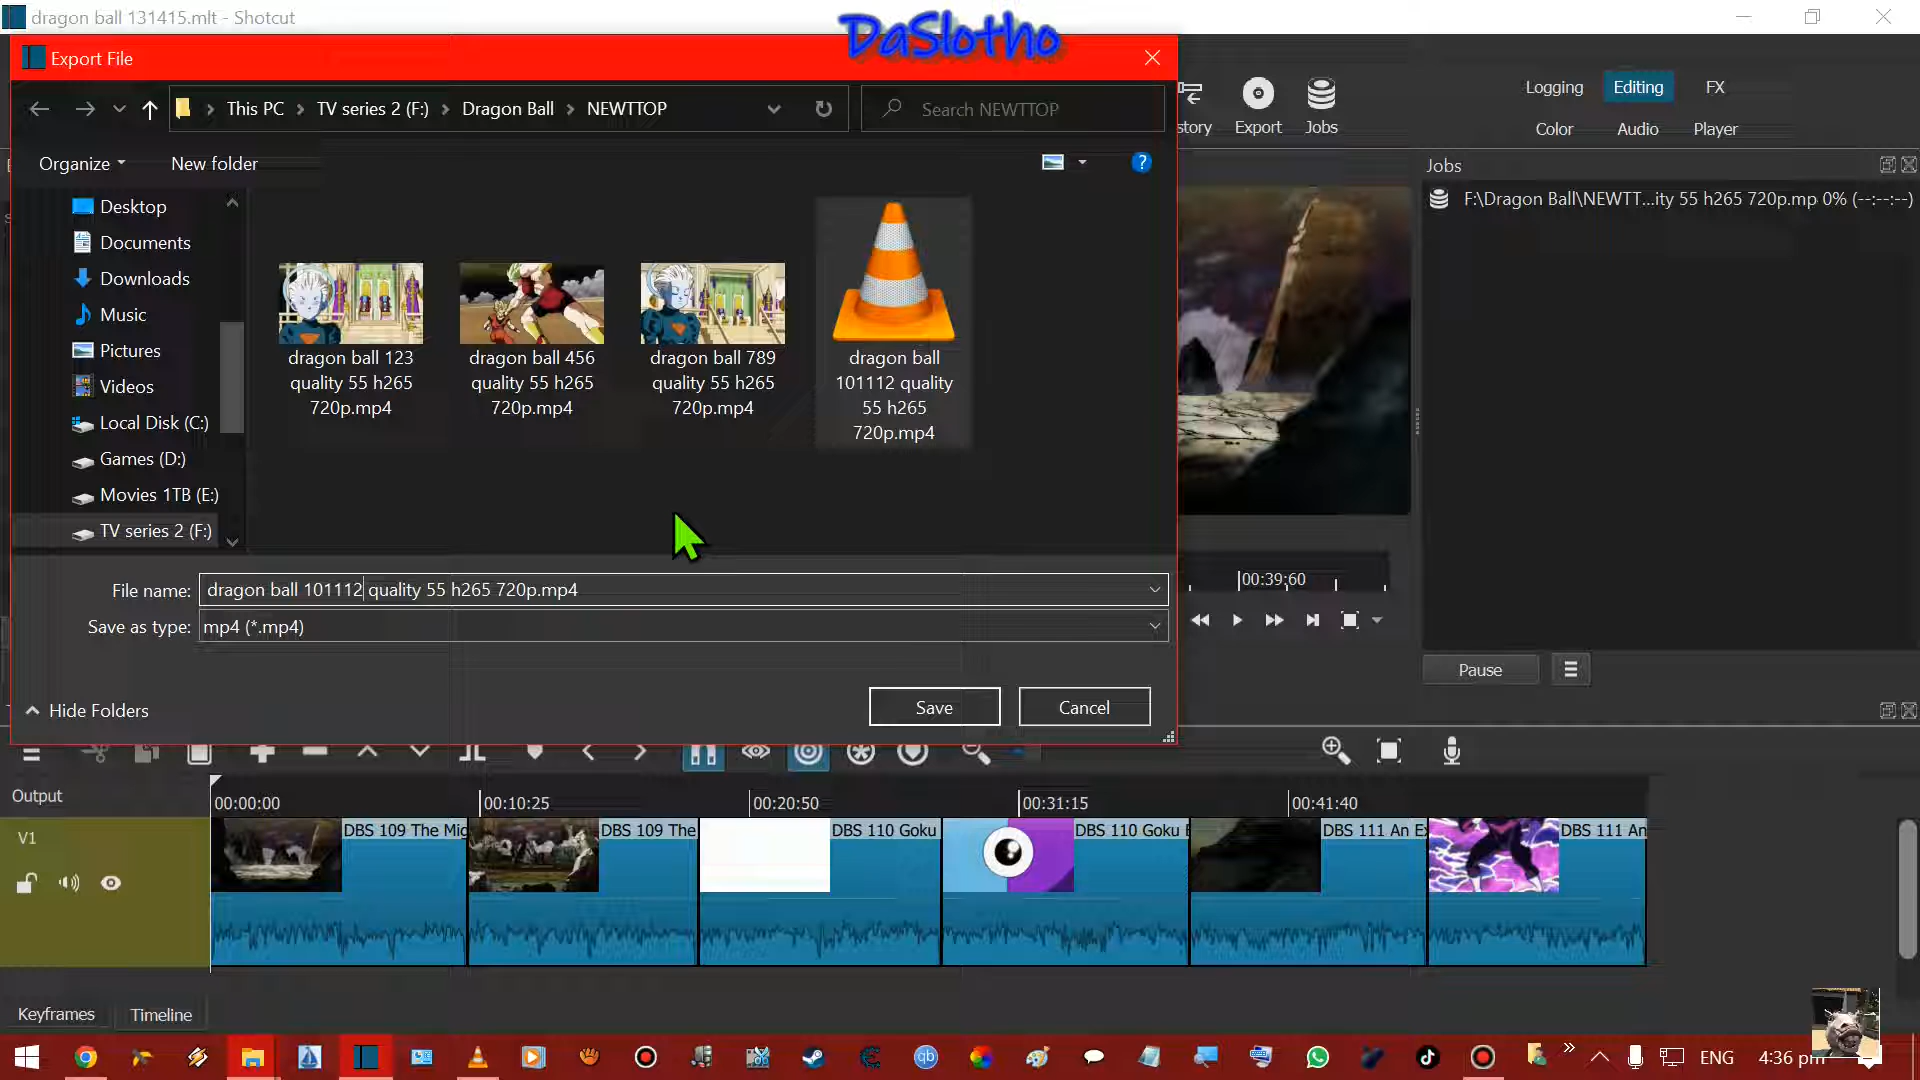 dragon ball 131415.mlt - Shotcut
DaSlotho
Export File
This PC
TV series 2 (F:)
Dragon Ball
NEWTTOP
Search NEWTTOP
Organize
New folder
Desktop
Documents
Downloads
Music
Pictures
Videos
Local Disk (C:)
Games (D:)
Movies 1TB (E:)
TV series 2 (F:)
dragon ball 123
quality 55 h265
720p.mp4
dragon ball 456
quality 55 h265
720p.mp4
dragon ball 789
quality 55 h265
720p.mp4
dragon ball
101112 quality
55 h265
720p.mp4
File name: dragon ball 101112 quality 55 h265 720p.mp4
Save as type: mp4 (*.mp4)
Hide Folders
Save
Cancel
story
Export
Jobs
Logging
Editing
FX
Color
Audio
Player
Jobs
F:\Dragon Ball\NEWTT...ity 55 h265 720p.mp 0% (--:--:--)
00:39;60
Pause
Output
00:00:00
00:10:25
00:20:50
00:31:15
00:41:40
V1
DBS 109 The Mig
DBS 109 The
DBS 110 Goku
DBS 110 Goku
DBS 111 An E
DBS 111 An
Keyframes
Timeline
ENG
4:36 pm